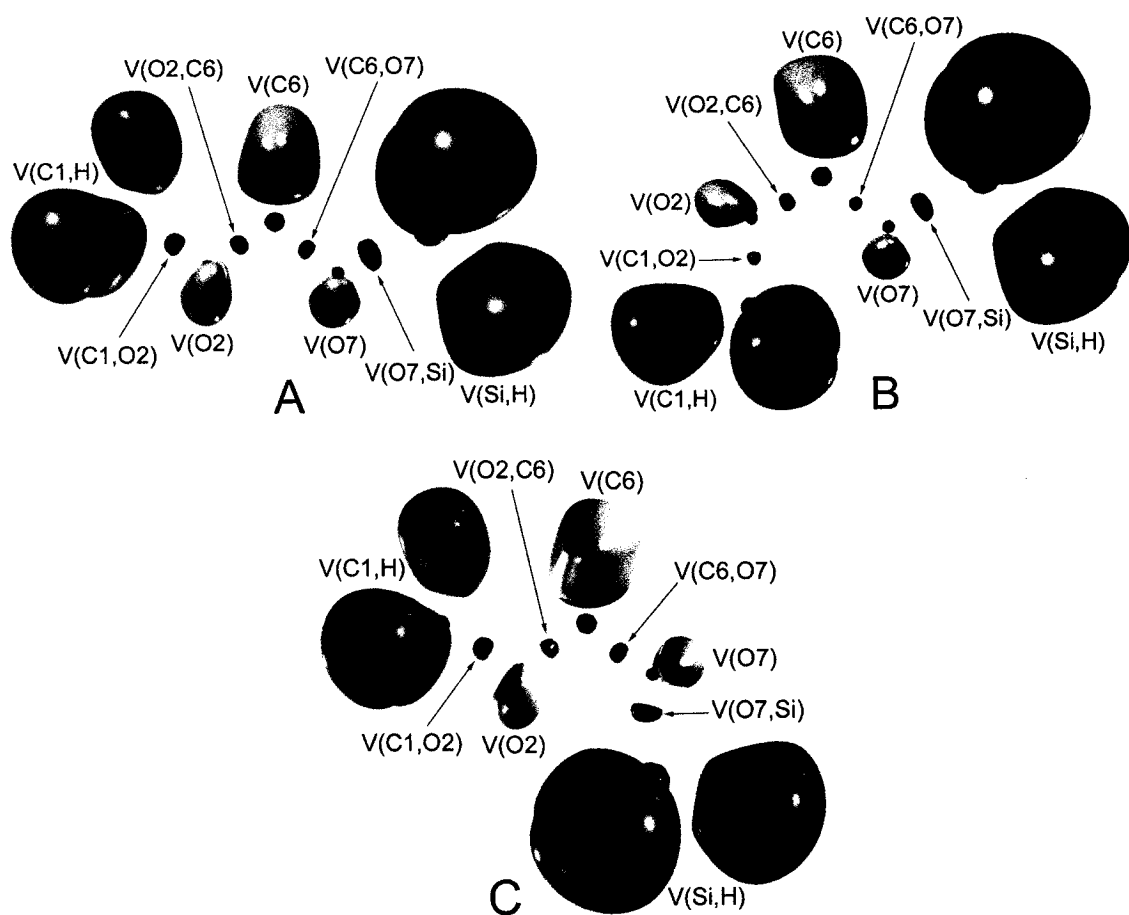 V(C6)
V(O2,C6)
V(C6,O7)
V(C1,H)
V(C1,O2)
V(O2)
V(O7)
V(O7,Si)
V(Si,H)
A
V(C6)
V(C6,O7)
V(O2,C6)
V(O2)
V(C1,O2)
V(O7)
V(O7,Si)
V(Si,H)
V(C1,H)
B
V(O2,C6)
V(C6)
V(C1,H)
V(C6,O7)
V(O7)
V(O7,Si)
V(C1,O2)
V(O2)
V(Si,H)
C